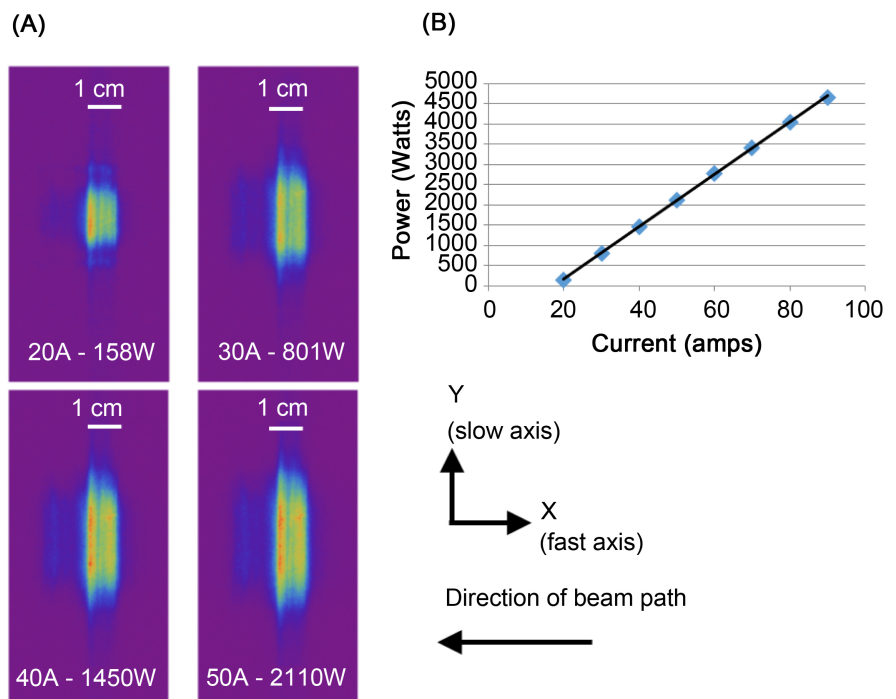 (A)
1 cm
1 cm
20A - 158W
30A - 801W
1 cm
1 cm
40A - 1450W
50A - 2110W
(B)
Power (Watts)
5000
4500
4000
3500
3000
2500
2000
1500
1000
500
0
0 20 40 60 80 100
Current (amps)
Y
(slow axis)
X
(fast axis)
Direction of beam path